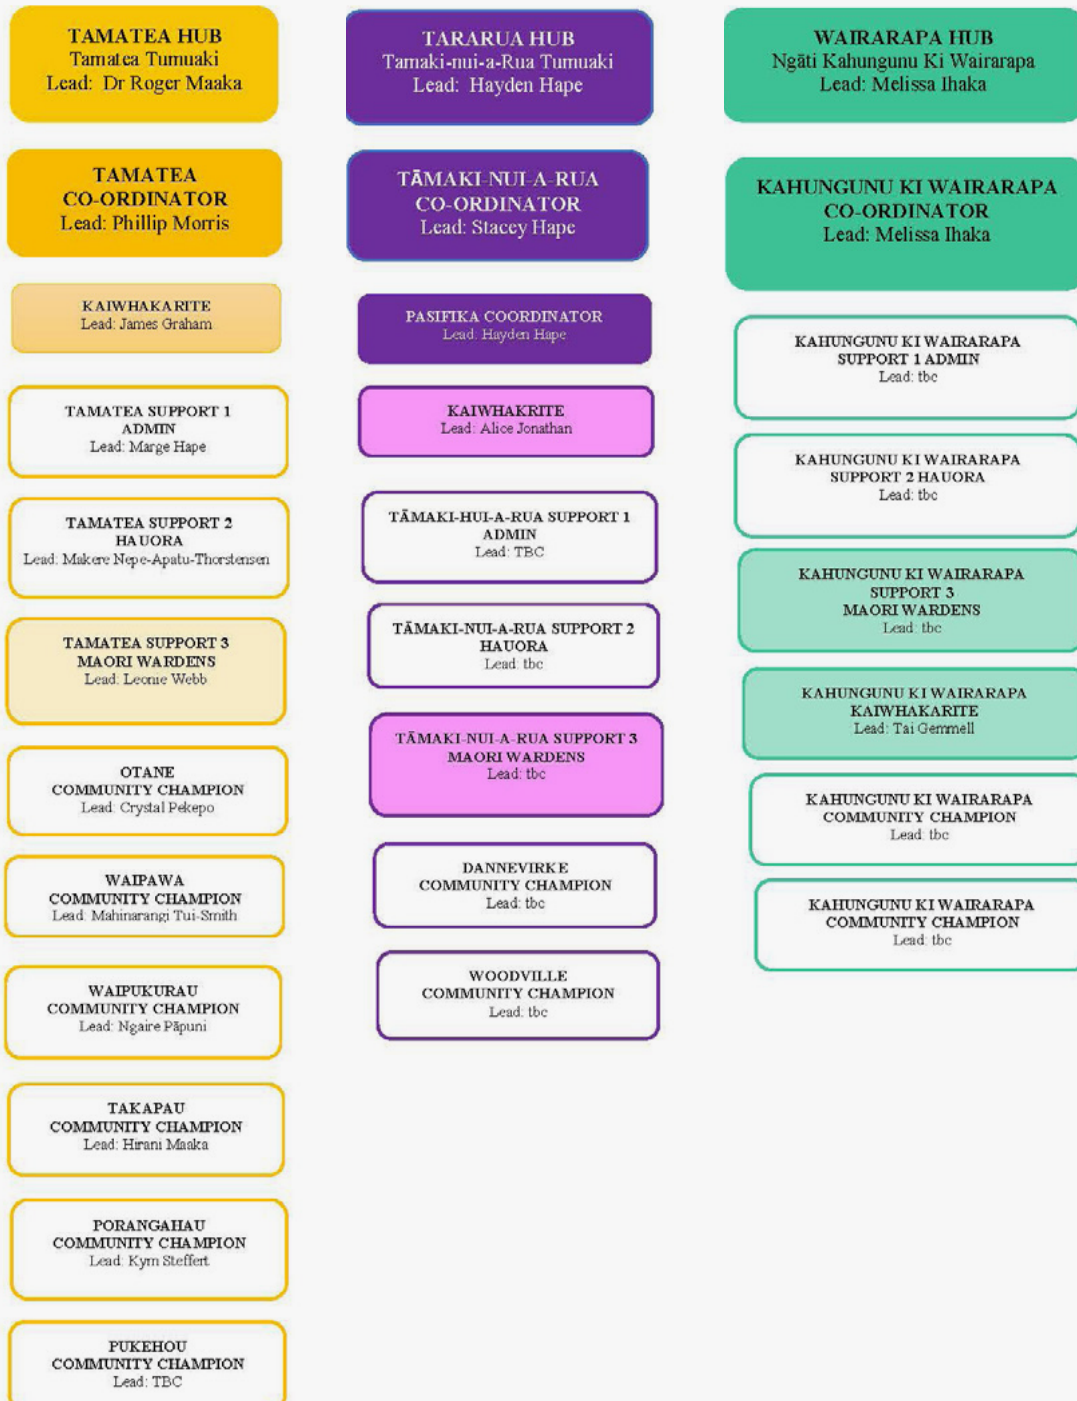 TAMATEA HUB
Tamatea Tumuaki
Lead: Dr Roger Maaka
TAMATEA
CO-ORDINATOR
Lead: Phillip Morris
KAIWHAKARITE
Lead: James Graham
TAMATEA SUPPORT 1
ADMIN
Lead: Marge Hape
TAMATEA SUPPORT 2
HAUORA
Lead: Makere Nepe-Apatu-Thorstensen
TAMATEA SUPPORT 3
MAORI WARDENS
Lead: Leonie Webb
OTANE
COMMUNITY CHAMPION
Lead: Crystal Pekepo
WAIPAWA
COMMUNITY CHAMPION
Lead: Mahinarangi Tui-Smith
WAIPUKURAU
COMMUNITY CHAMPION
Lead: Ngaire Pāpuni
TAKAPAU
COMMUNITY CHAMPION
Lead: Hirani Maaka
PORANGAHAU
COMMUNITY CHAMPION
Lead: Kym Steffert
PUKEHOU
COMMUNITY CHAMPION
Lead: TBC
TARARUA HUB
Tamaki-nui-a-Rua Tumuaki
Lead: Hayden Hape
TĀMAKI-NUI-A-RUA
CO-ORDINATOR
Lead: Stacey Hape
PASIFIKA COORDINATOR
Lead: Hayden Hape
KAIWHAKRITE
Lead: Alice Jonathan
TĀMAKI-HUI-A-RUA SUPPORT 1
ADMIN
Lead: TBC
TĀMAKI-NUI-A-RUA SUPPORT 2
HAUORA
Lead: tbc
TĀMAKI-NUI-A-RUA SUPPORT 3
MAORI WARDENS
Lead: tbc
DANNEVIRKE
COMMUNITY CHAMPION
Lead: tbc
WOODVILLE
COMMUNITY CHAMPION
Lead: tbc
WAIRARAPA HUB
Ngāti Kahungunu Ki Wairarapa
Lead: Melissa Ihaka
KAHUNGUNU KI WAIRARAPA
CO-ORDINATOR
Lead: Melissa Ihaka
KAHUNGUNU KI WAIRARAPA
SUPPORT 1 ADMIN
Lead: tbc
KAHUNGUNU KI WAIRARAPA
SUPPORT 2 HAUORA
Lead: tbc
KAHUNGUNU KI WAIRARAPA
SUPPORT 3
MAORI WARDENS
Lead: tbc
KAHUNGUNU KI WAIRARAPA
KAIWHAKARITE
Lead: Tai Gemmell
KAHUNGUNU KI WAIRARAPA
COMMUNITY CHAMPION
Lead: tbc
KAHUNGUNU KI WAIRARAPA
COMMUNITY CHAMPION
Lead: tbc